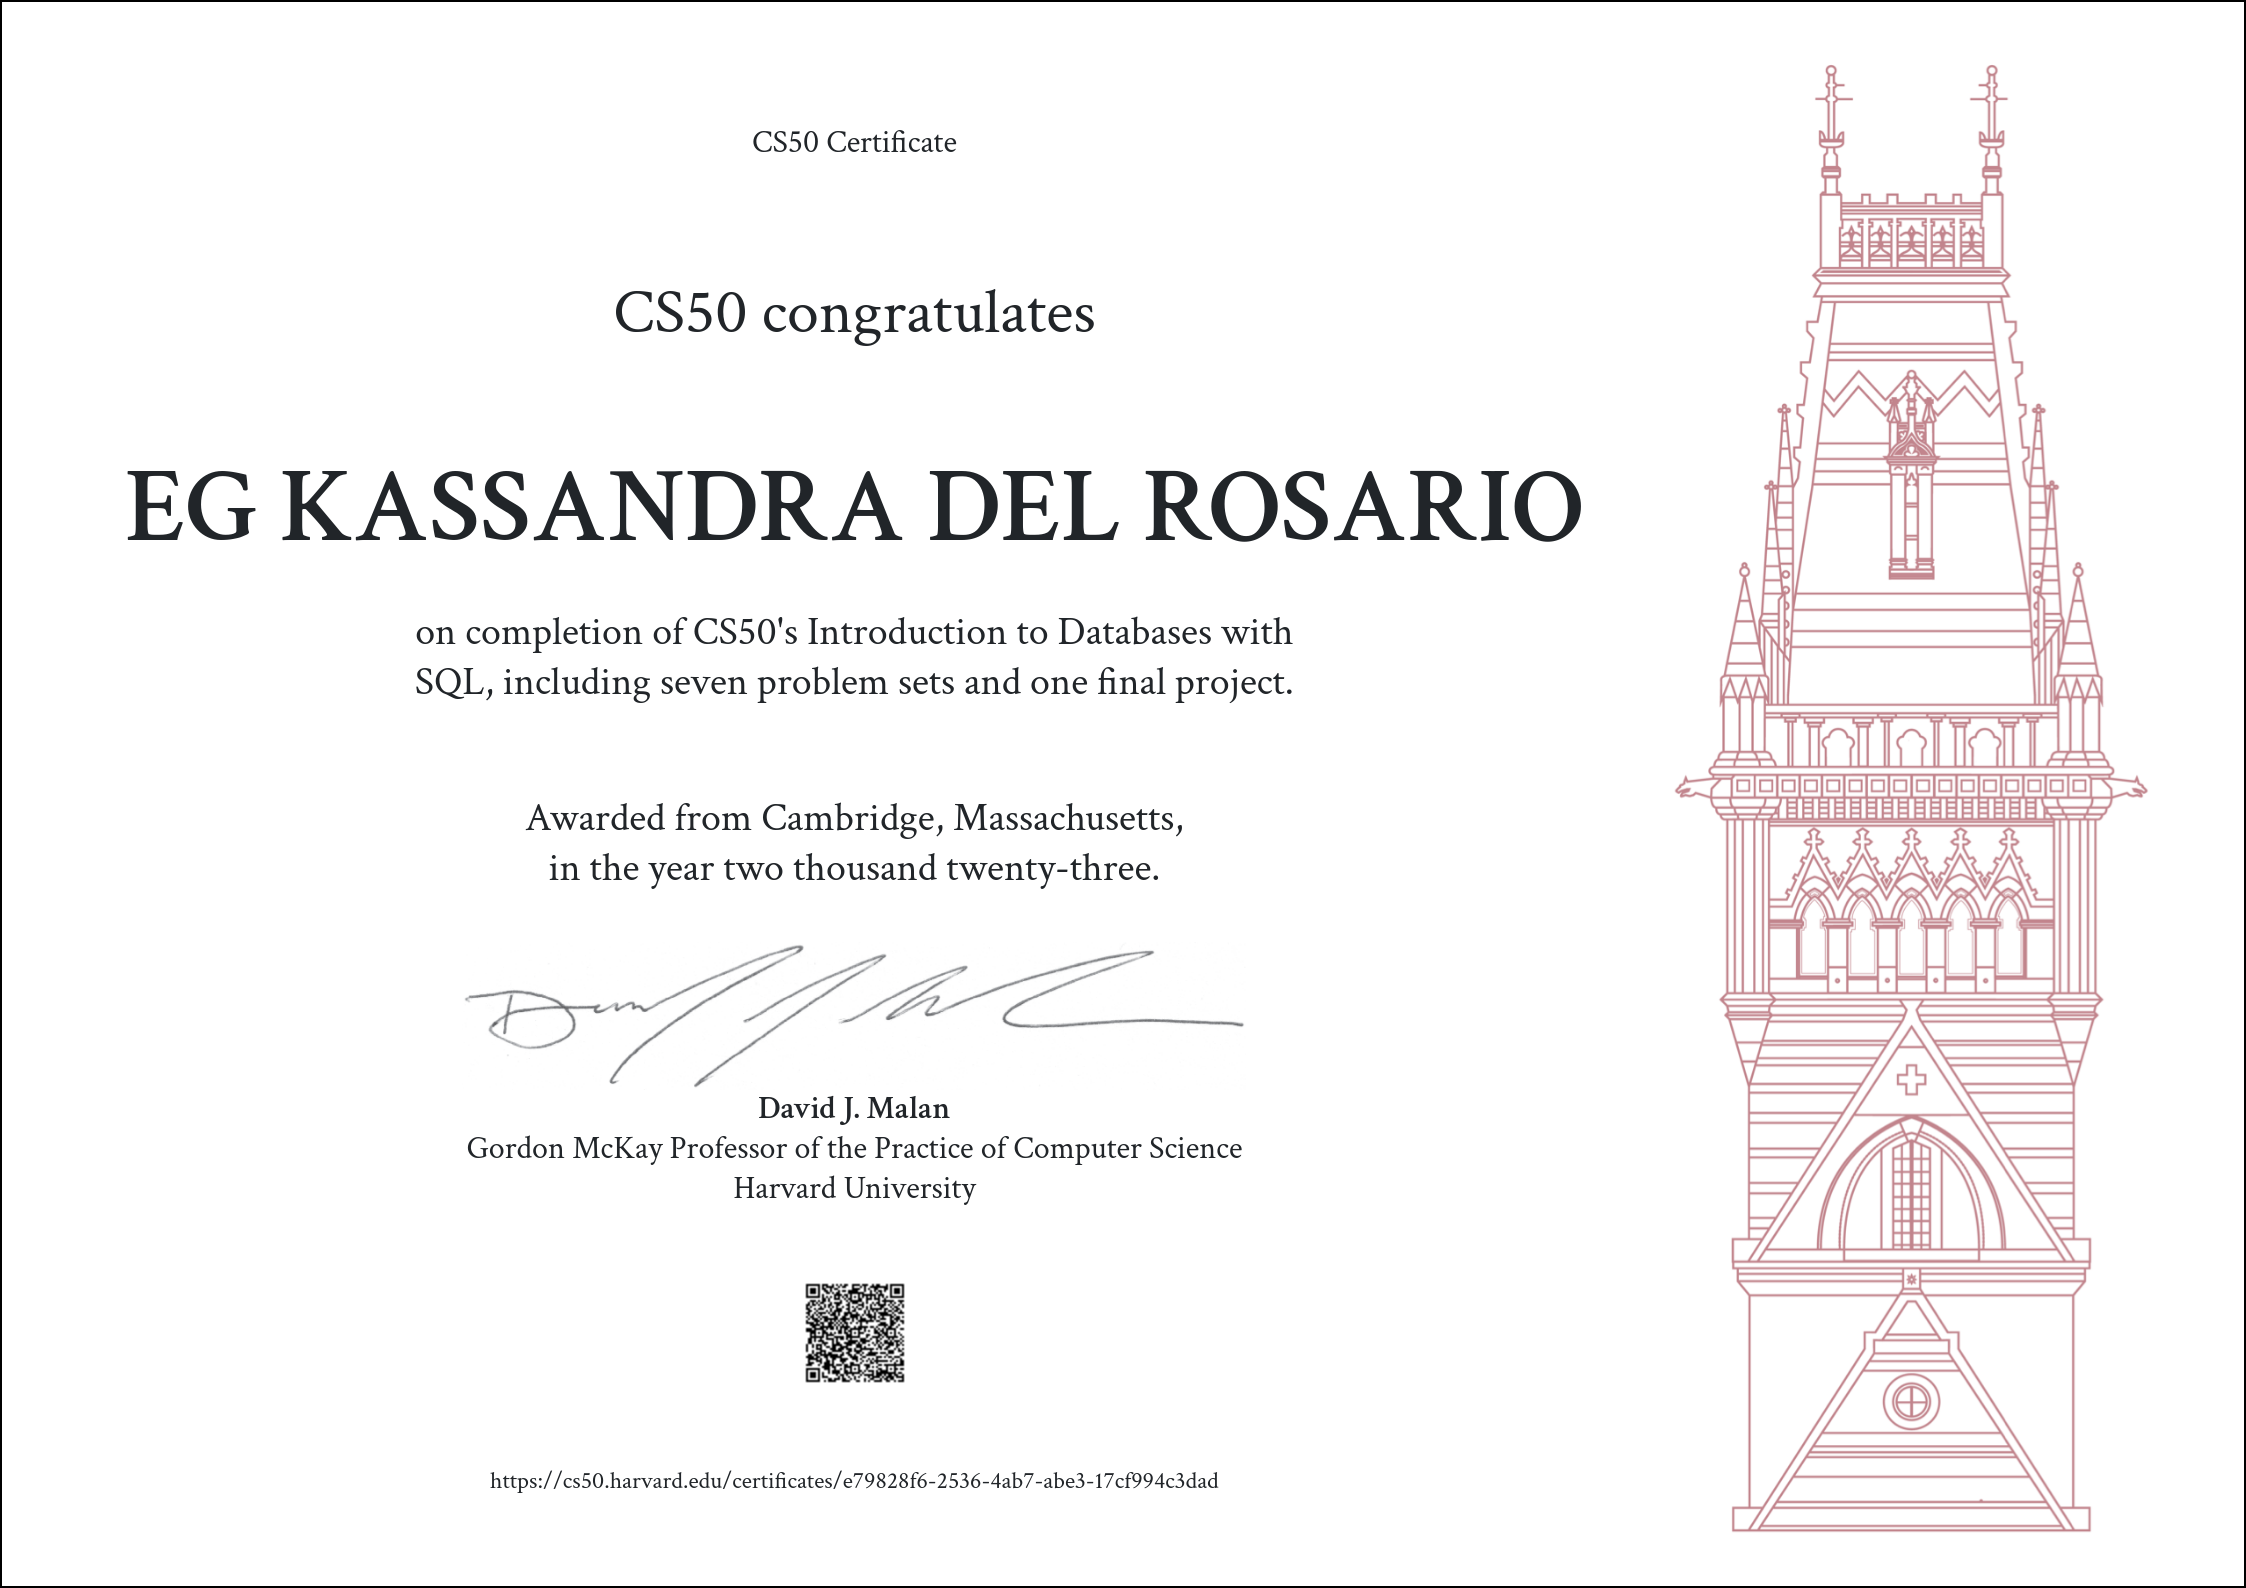 CS50 Certificate
CS50 congratulates
EG KASSANDRA DEL ROSARIO
on completion of CS50's Introduction to Databases with
SQL, including seven problem sets and one final project.
Awarded from Cambridge, Massachusetts,
in the year two thousand twenty-three.
David J. Malan
Gordon McKay Professor of the Practice of Computer Science
Harvard University
https://cs50.harvard.edu/certificates/e79828f6-2536-4ab7-abe3-17cf994c3dad